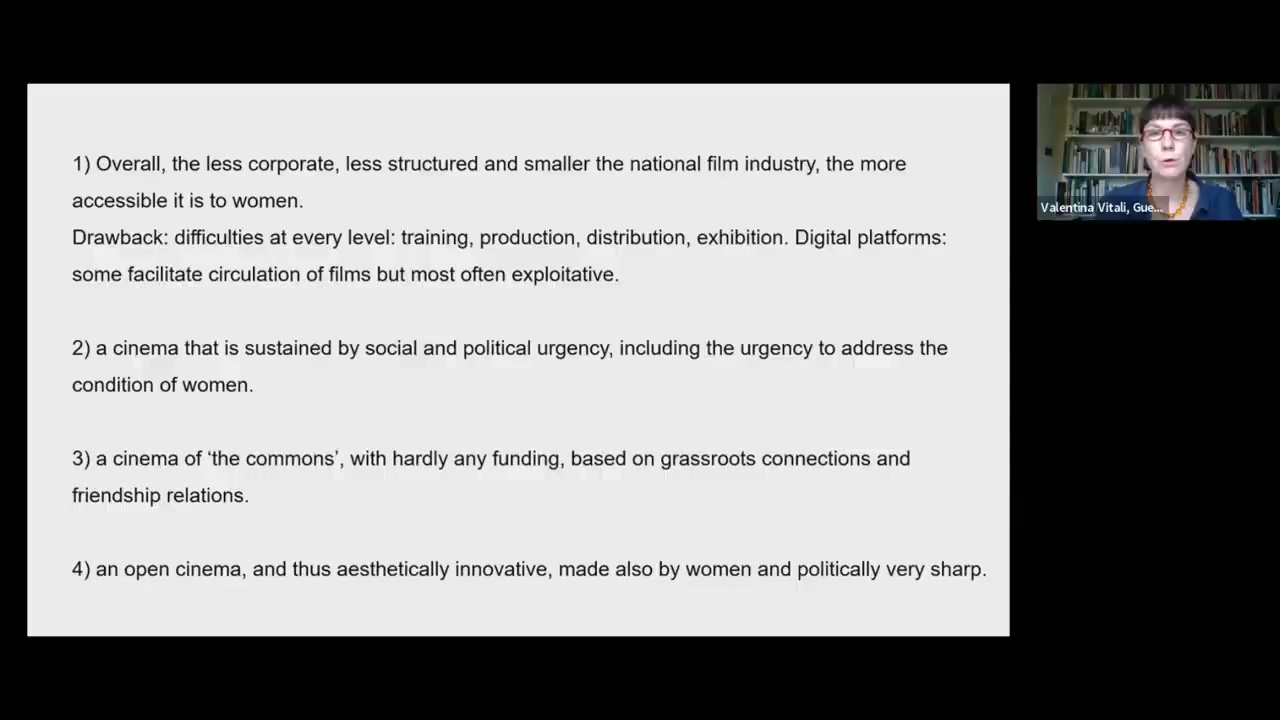 1) Overall, the less corporate, less structured and smaller the national film industry, the more
accessible it is to women.
Drawback: difficulties at every level: training, production, distribution, exhibition. Digital platforms:
some facilitate circulation of films but most often exploitative.
2) a cinema that is sustained by social and political urgency, including the urgency to address the
condition of women.
3) a cinema of ‘the commons’, with hardly any funding, based on grassroots connections and
friendship relations.
4) an open cinema, and thus aesthetically innovative, made also by women and politically very sharp.
Valentina Vitali, Gue...